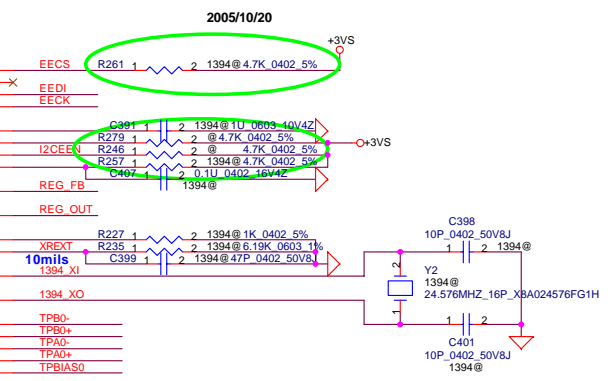 2005/10/20
+3VS
EECS R261 1 2 1394@ 4.7K_0402_5%
EEDI
EECK
C391 1 2 1394@ 1U_0603_10V4Z
R279 1 2 @ 4.7K_0402_5% +3VS
I2CEEN R246 1 2 @ 4.7K_0402_5%
R257 1 2 1394@ 4.7K_0402_5%
C407 1 2 0.1U_0402_16V4Z
REG_FB 1394@
REG_OUT
C398
10P_0402_50V8J
R227 1 2 1394@ 1K_0402_5%
XREXT R235 1 2 1394@ 6.19K_0603_1% 1 2 1394@
10mils C399 1 2 1394@ 47P_0402_50V8J
1394_XI 2 Y2
1394@
1394_XO 24.576MHZ_16P_X8A024576FG1H
1
TPB0- 1 2
TPB0+
TPA0- C401
TPA0+ 10P_0402_50V8J
TPBIAS0 1394@